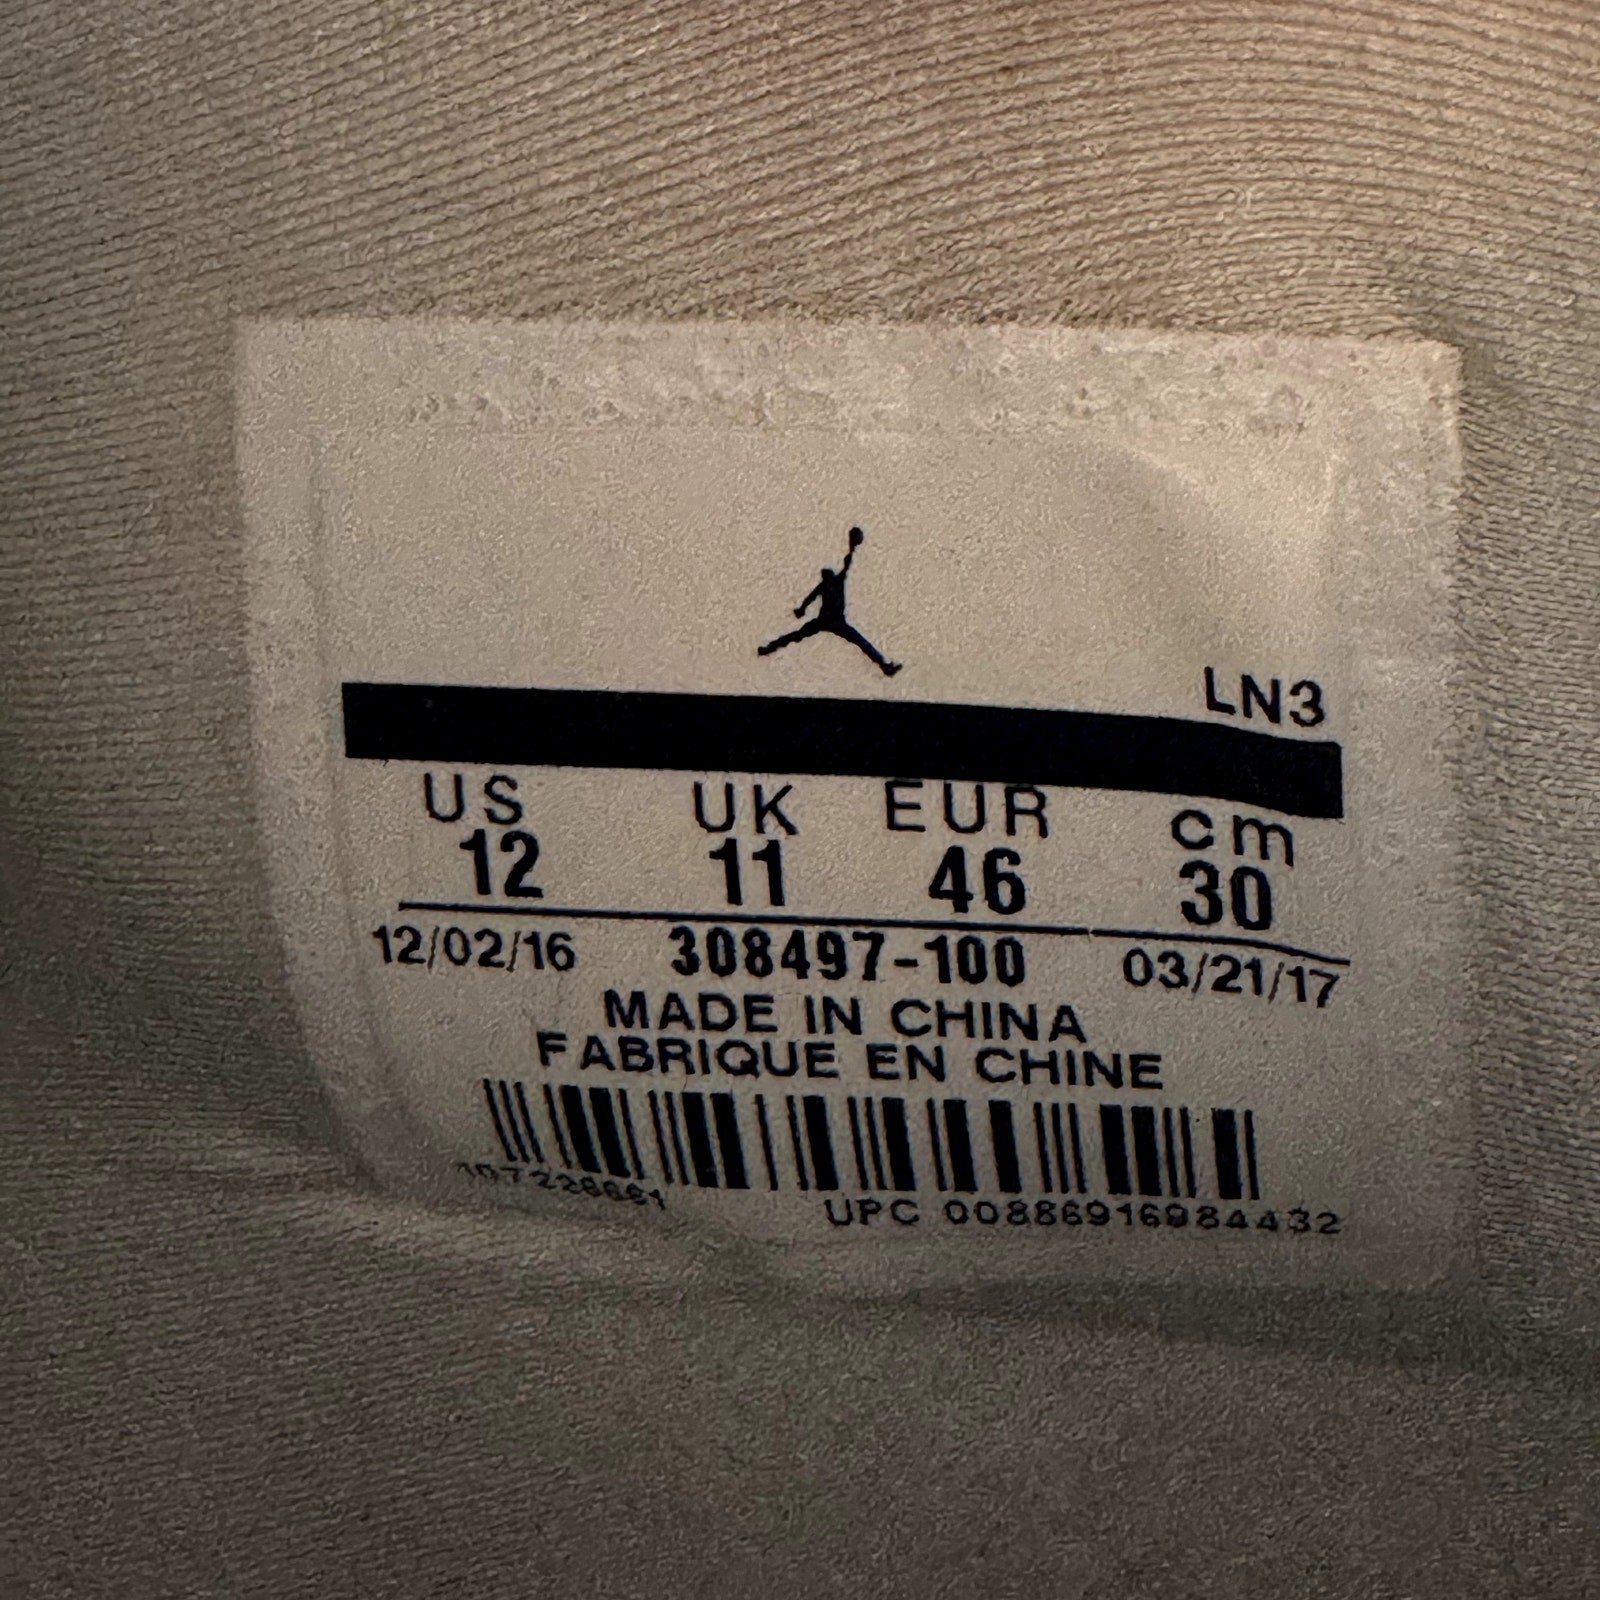 LN3
US UK EUR cm
12 11 46 30
12/02/16 308497-100 03/21/17
MADE IN CHINA
FABRIQUE EN CHINE
UPC 00886916984432